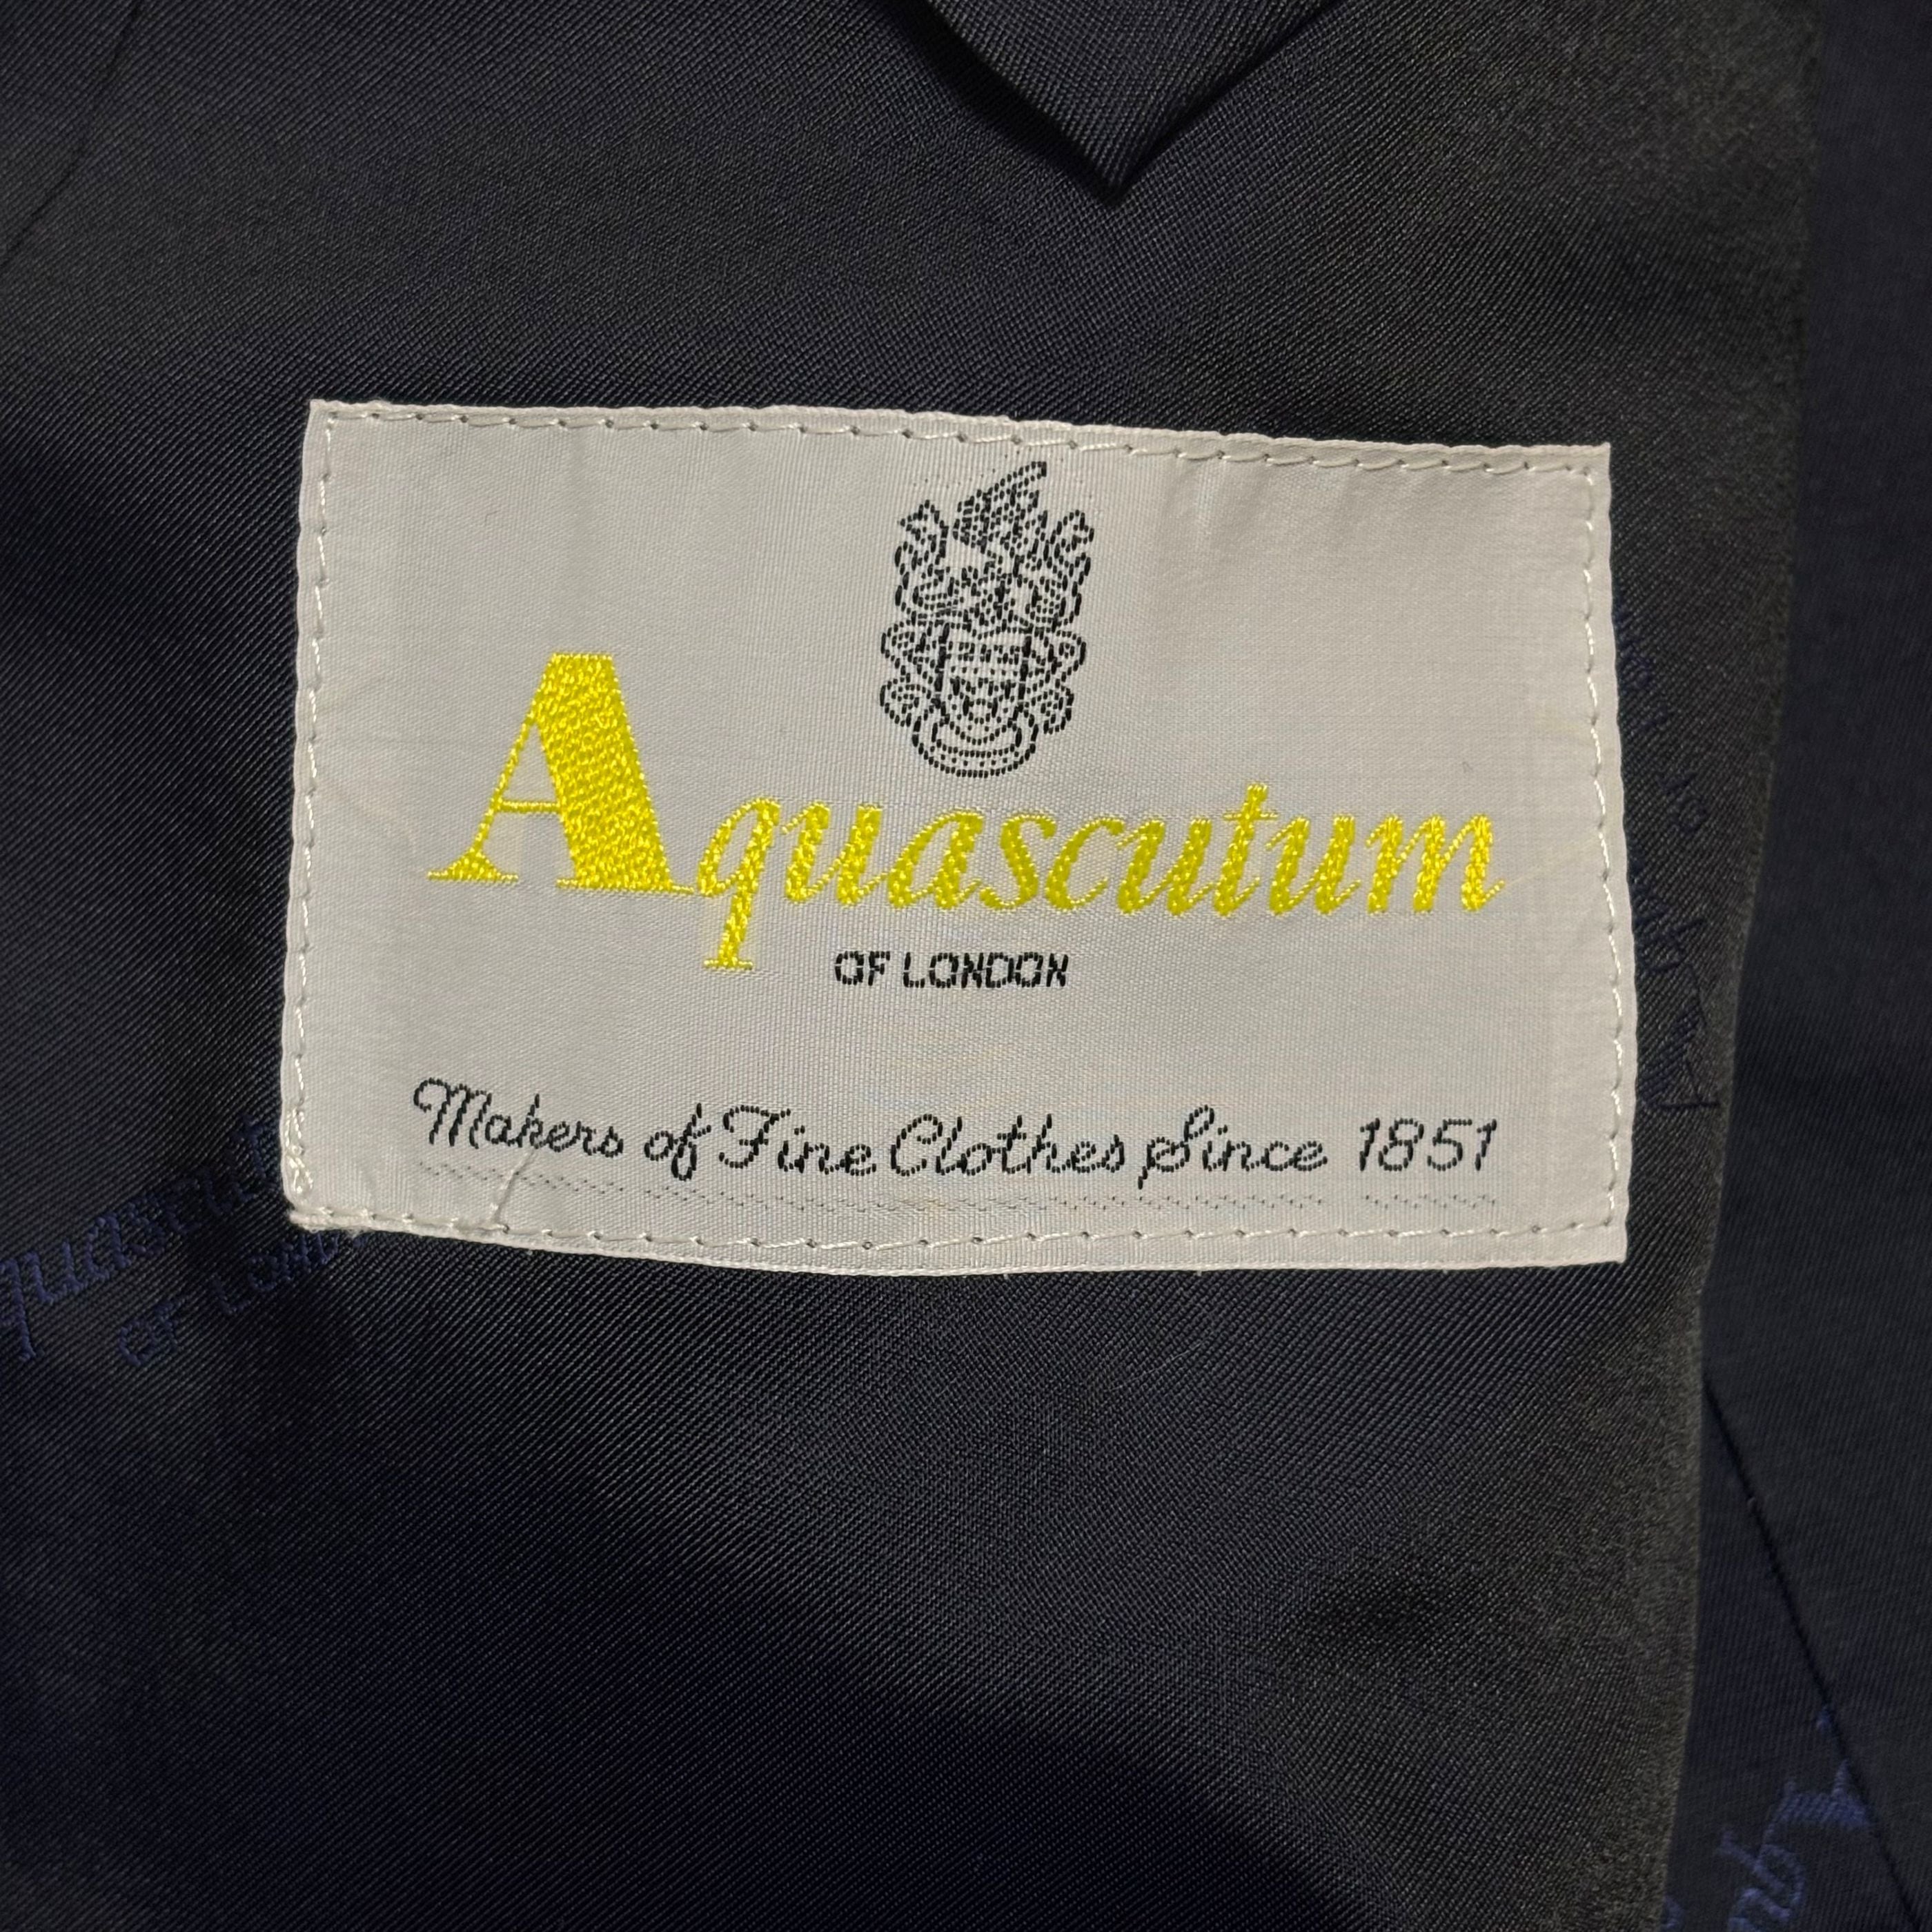 Aquascutum
OF LONDON
Makers of Fine Clothes Since 1851